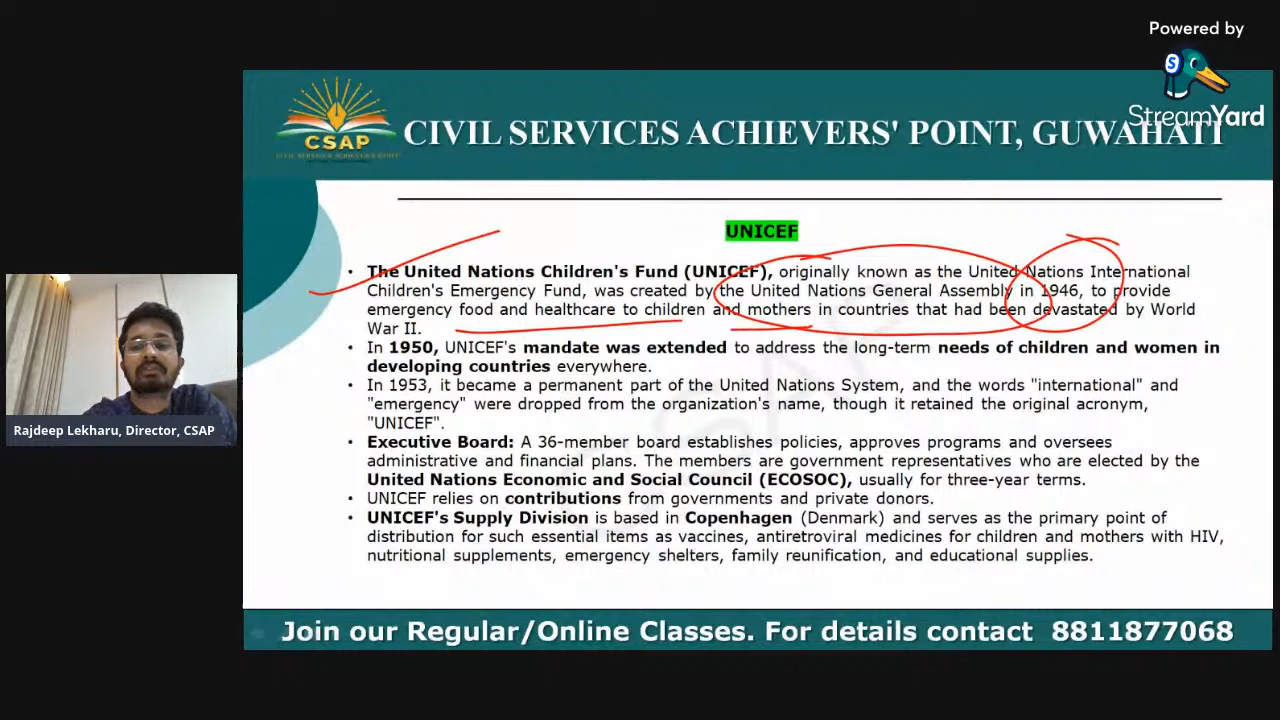 Powered by
StreamYard
CSAP
CIVIL SERVICES ACHIEVER'S POINT
CIVIL SERVICES ACHIEVERS' POINT, GUWAHATI
UNICEF
• The United Nations Children's Fund (UNICEF), originally known as the United Nations International
Children's Emergency Fund, was created by the United Nations General Assembly in 1946, to provide
emergency food and healthcare to children and mothers in countries that had been devastated by World
War II.
• In 1950, UNICEF's mandate was extended to address the long-term needs of children and women in
developing countries everywhere.
• In 1953, it became a permanent part of the United Nations System, and the words "international" and
"emergency" were dropped from the organization's name, though it retained the original acronym,
"UNICEF".
• Executive Board: A 36-member board establishes policies, approves programs and oversees
administrative and financial plans. The members are government representatives who are elected by the
United Nations Economic and Social Council (ECOSOC), usually for three-year terms.
• UNICEF relies on contributions from governments and private donors.
• UNICEF's Supply Division is based in Copenhagen (Denmark) and serves as the primary point of
distribution for such essential items as vaccines, antiretroviral medicines for children and mothers with HIV,
nutritional supplements, emergency shelters, family reunification, and educational supplies.
Rajdeep Lekharu, Director, CSAP
Join our Regular/Online Classes. For details contact 8811877068